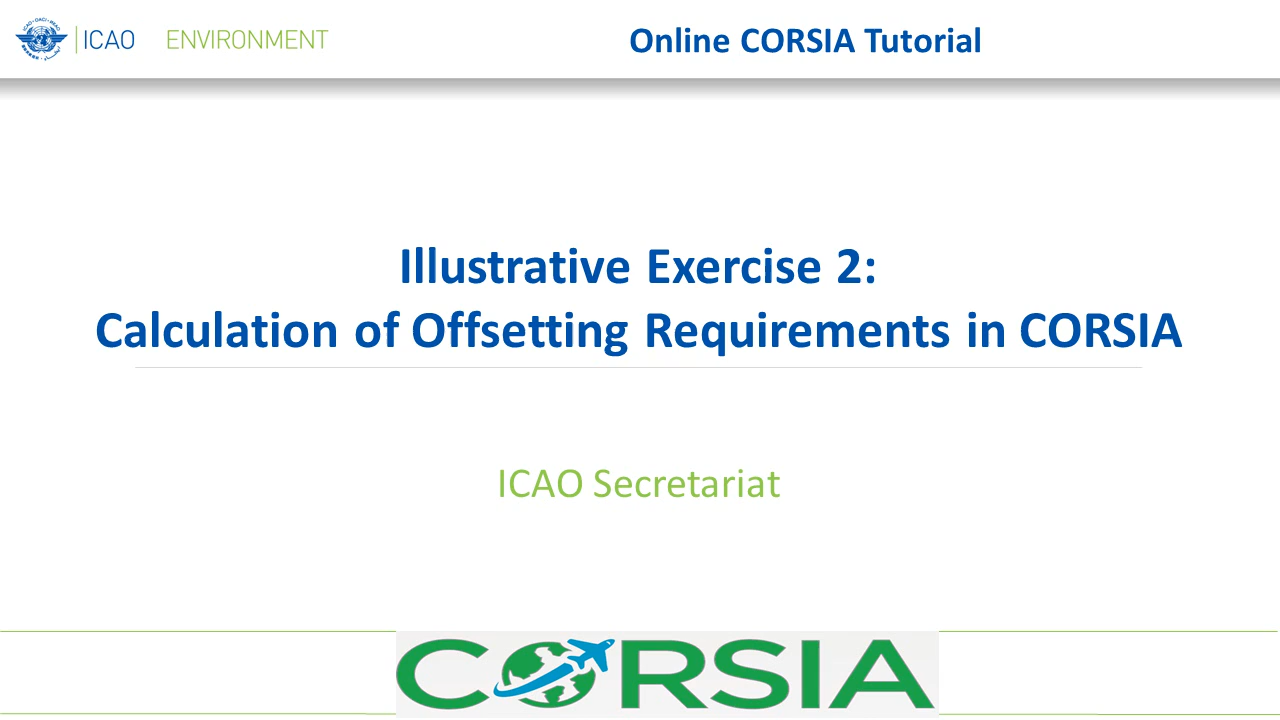 ICAO ENVIRONMENT
Online CORSIA Tutorial
Illustrative Exercise 2:
Calculation of Offsetting Requirements in CORSIA
ICAO Secretariat
CORSIA